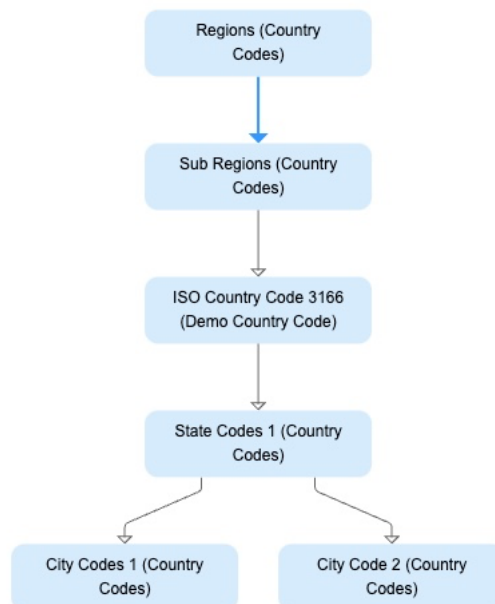 Regions (Country
Codes)
Sub Regions (Country
Codes)
ISO Country Code 3166
(Demo Country Code)
State Codes 1 (Country
Codes)
City Codes 1 (Country
Codes)
City Code 2 (Country
Codes)